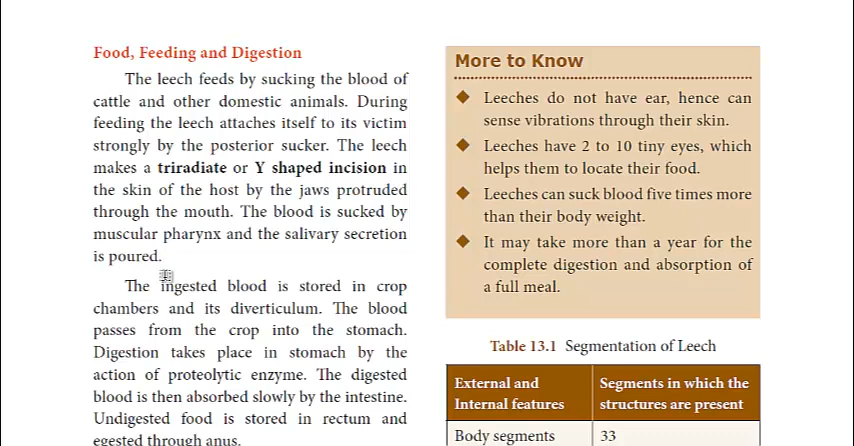 Food, Feeding and Digestion
The leech feeds by sucking the blood of
cattle and other domestic animals. During
feeding the leech attaches itself to its victim
strongly by the posterior sucker. The leech
makes a triradiate or Y shaped incision in
the skin of the host by the jaws protruded
through the mouth. The blood is sucked by
muscular pharynx and the salivary secretion
is poured.
The ingested blood is stored in crop
chambers and its diverticulum. The blood
passes from the crop into the stomach.
Digestion takes place in stomach by the
action of proteolytic enzyme. The digested
blood is then absorbed slowly by the intestine.
Undigested food is stored in rectum and
egested through anus.
More to Know
Leeches do not have ear, hence can
sense vibrations through their skin.
Leeches have 2 to 10 tiny eyes, which
helps them to locate their food.
Leeches can suck blood five times more
than their body weight.
It may take more than a year for the
complete digestion and absorption of
a full meal.
Table 13.1 Segmentation of Leech
External and
Internal features
Segments in which the
structures are present
Body segments
33